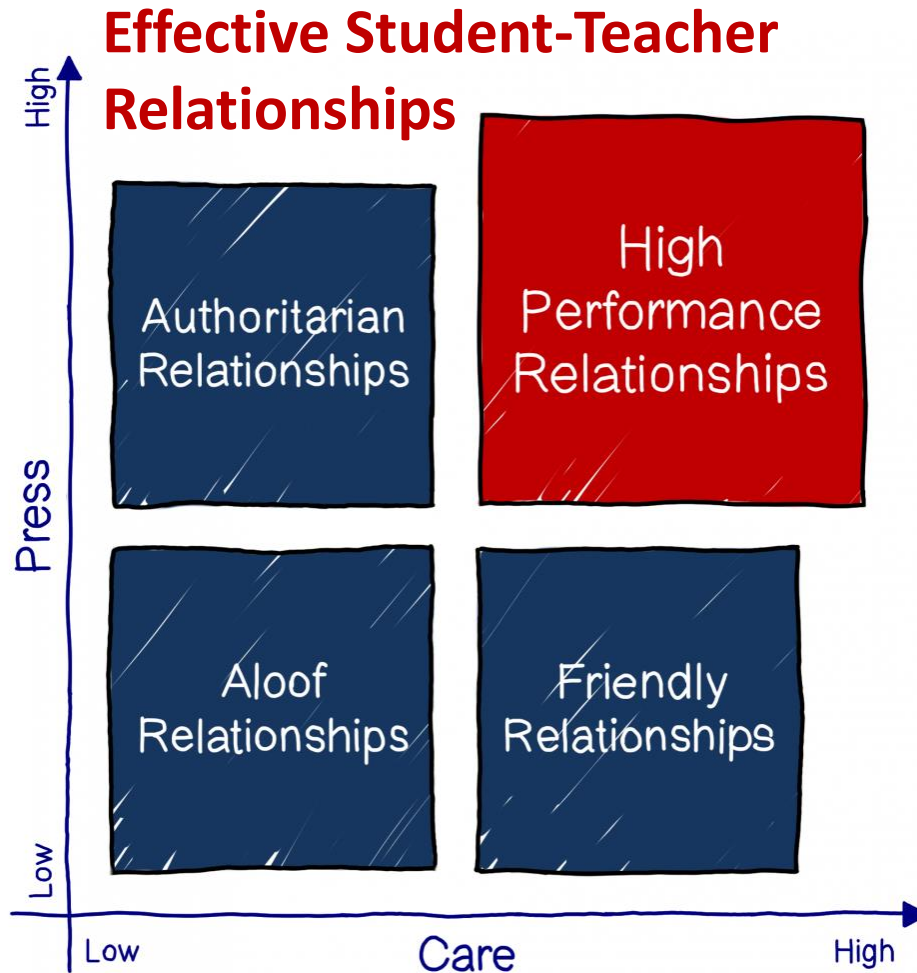 Effective Student-Teacher
Relationships
High
Authoritarian
Relationships
High
Performance
Relationships
Press
Aloof
Relationships
Friendly
Relationships
Low
Low
Care
High